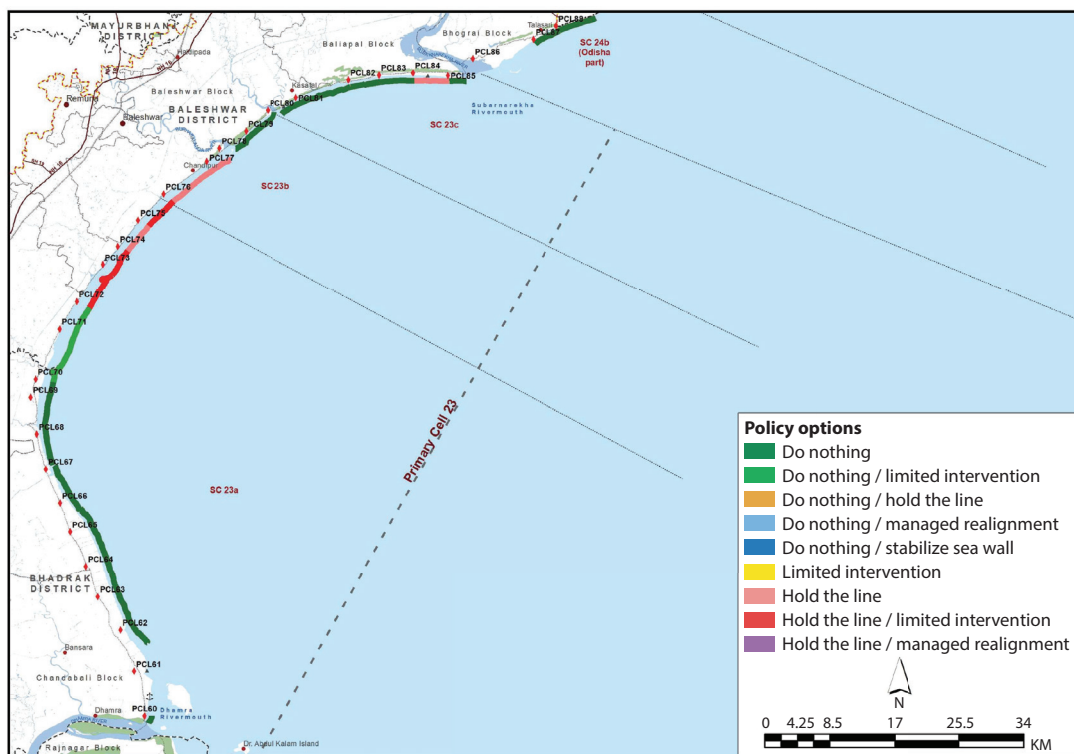 MAYURBHANJ
DISTRICT
Haldipada
Baleshwar Block
Remuna
Baleshwar
BALESHWAR
DISTRICT
Baliapal Block
Bhograi Block
Talasari
PCL88
PCL87
SC 24b
(Odisha
part)
PCL86
PCL84
PCL83
PCL85
PCL82
Kasafal
PCL81
PCL80
Subarnarekha
Rivermouth
SC 23c
PCL79
PCL78
PCL77
Chandipur
SC 23b
PCL76
PCL75
PCL74
PCL73
PCL72
PCL71
PCL70
PCL69
PCL68
PCL67
PCL66
PCL65
PCL64
PCL63
PCL62
PCL61
PCL60
SC 23a
Primary Cell 23
BHADRAK
DISTRICT
Bansara
Chandabali Block
Dhamra
Dhamra
Rivermouth
Rajnagar Block
Dr. Abdul Kalam Island
Policy options
Do nothing
Do nothing / limited intervention
Do nothing / hold the line
Do nothing / managed realignment
Do nothing / stabilize sea wall
Limited intervention
Hold the line
Hold the line / limited intervention
Hold the line / managed realignment
N
0 4.25 8.5 17 25.5 34
KM